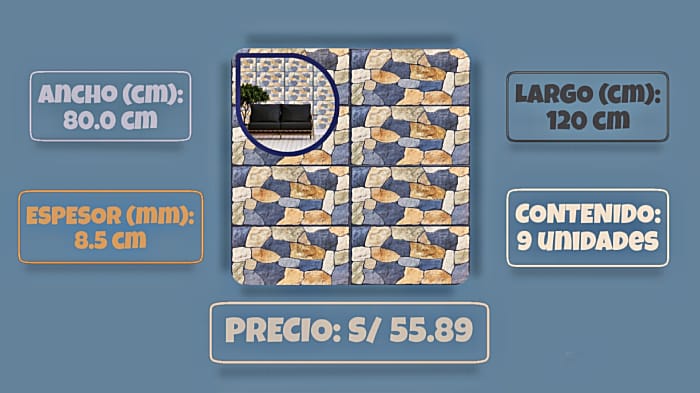 Ancho (cm):
80.0 cm
Largo (cm):
120 cm
Espesor (mm):
8.5 cm
Contenido:
9 unidades
Precio: S/ 55.89